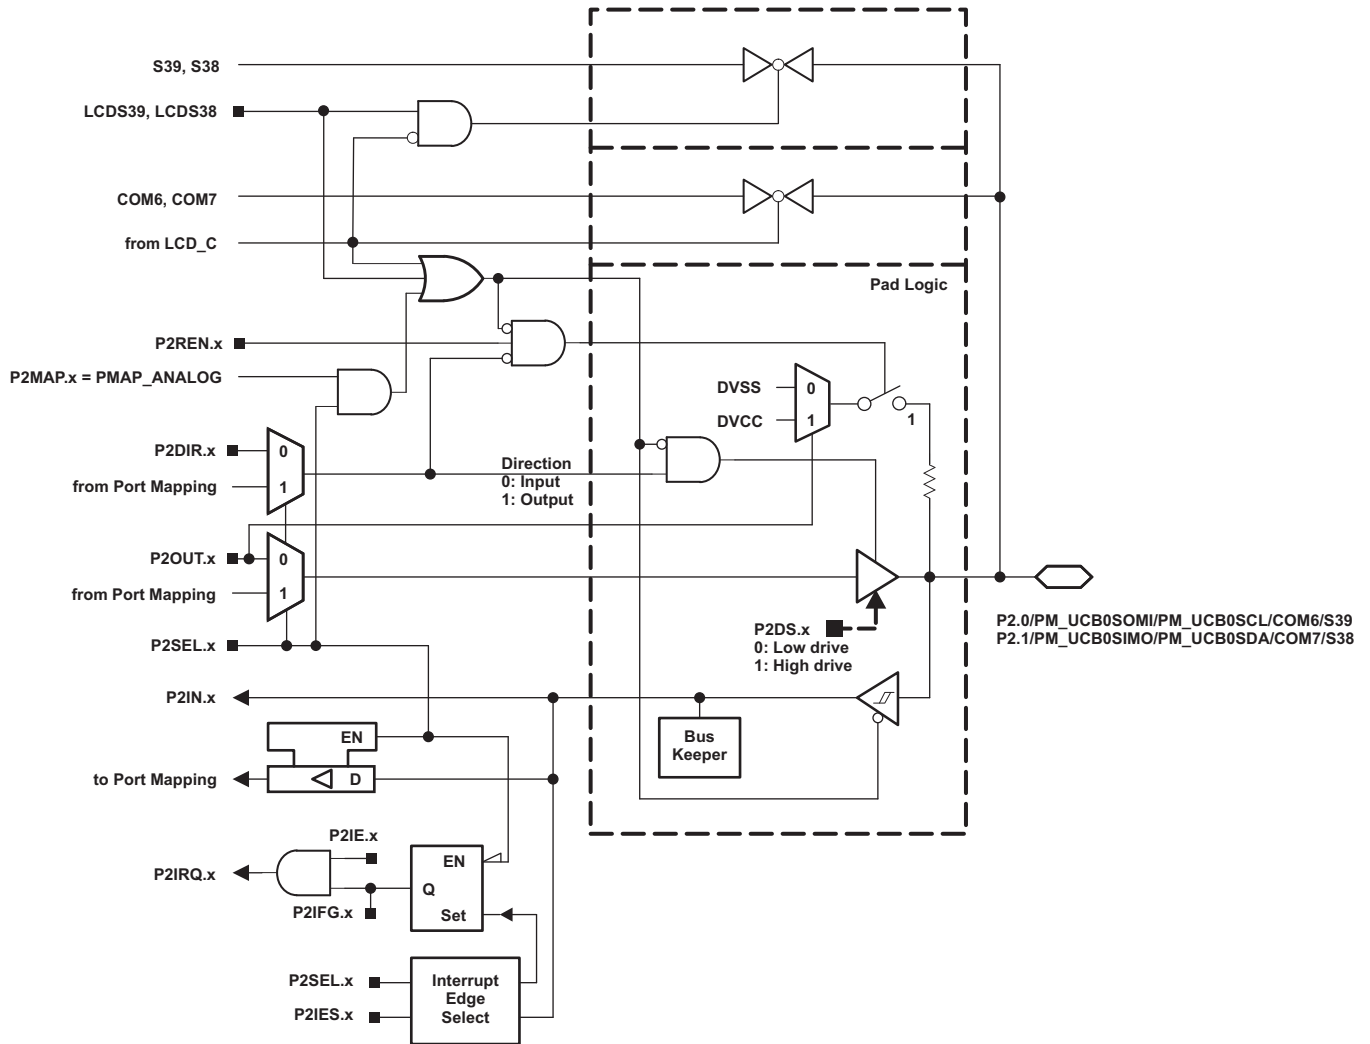 S39, S38
LCDS39, LCDS38
COM6, COM7
from LCD_C
Pad Logic
P2REN.x
P2MAP.x = PMAP_ANALOG
DVSS
0
DVCC
1
1
P2DIR.x
0
from Port Mapping
1
Direction
0: Input
1: Output
P2OUT.x
0
from Port Mapping
1
P2SEL.x
P2DS.x
0: Low drive
1: High drive
P2.0/PM_UCB0SOMI/PM_UCB0SCL/COM6/S39
P2.1/PM_UCB0SIMO/PM_UCB0SDA/COM7/S38
P2IN.x
EN
Bus
Keeper
to Port Mapping
D
P2IE.x
P2IRQ.x
EN
Q
P2IFG.x
Set
P2SEL.x
P2IES.x
Interrupt
Edge
Select